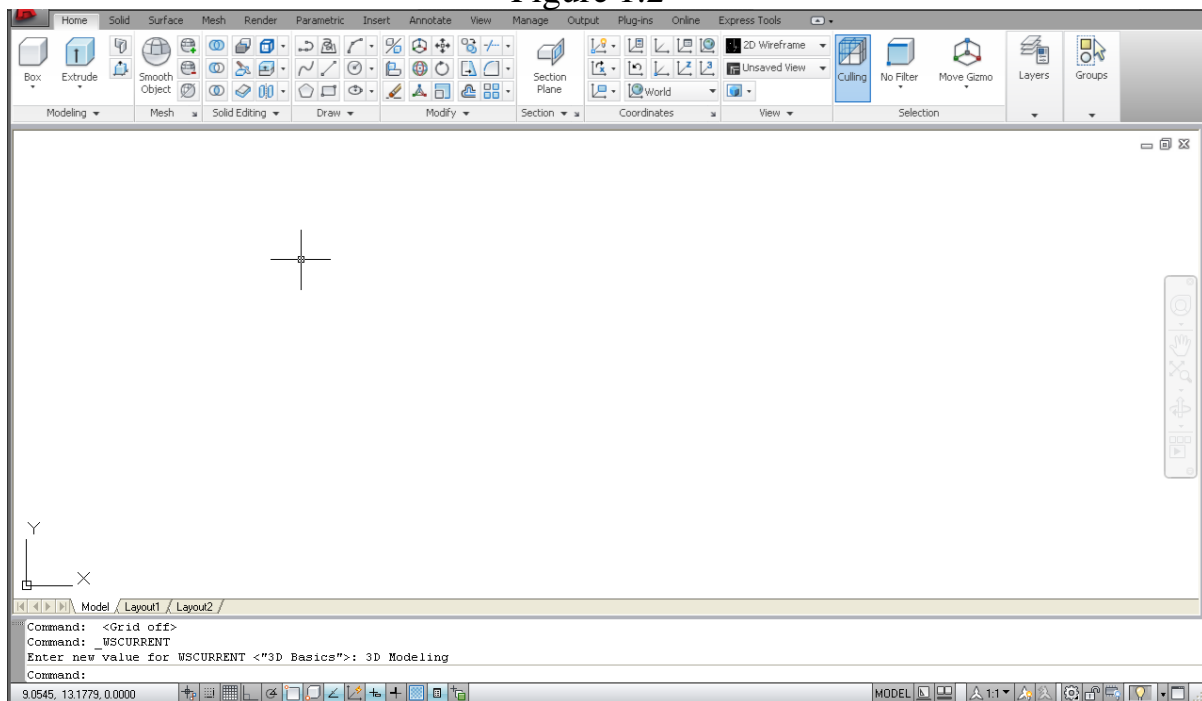 Figure 1.2
Home Solid Surface Mesh Render Parametric Insert Annotate View Manage Output Plug-ins Online Express Tools
2D Wireframe
Unsaved View
World
Box Extrude Smooth Object Section Plane Culling No Filter Move Gizmo Layers Groups
Modeling Mesh Solid Editing Draw Modify Section Coordinates View Selection
Y
X
Model Layout1 Layout2
Command: <Grid off>
Command: _WSCURRENT
Enter new value for WSCURRENT <"3D Basics">: 3D Modeling
Command:
9.0545, 13.1779, 0.0000 MODEL 1:1